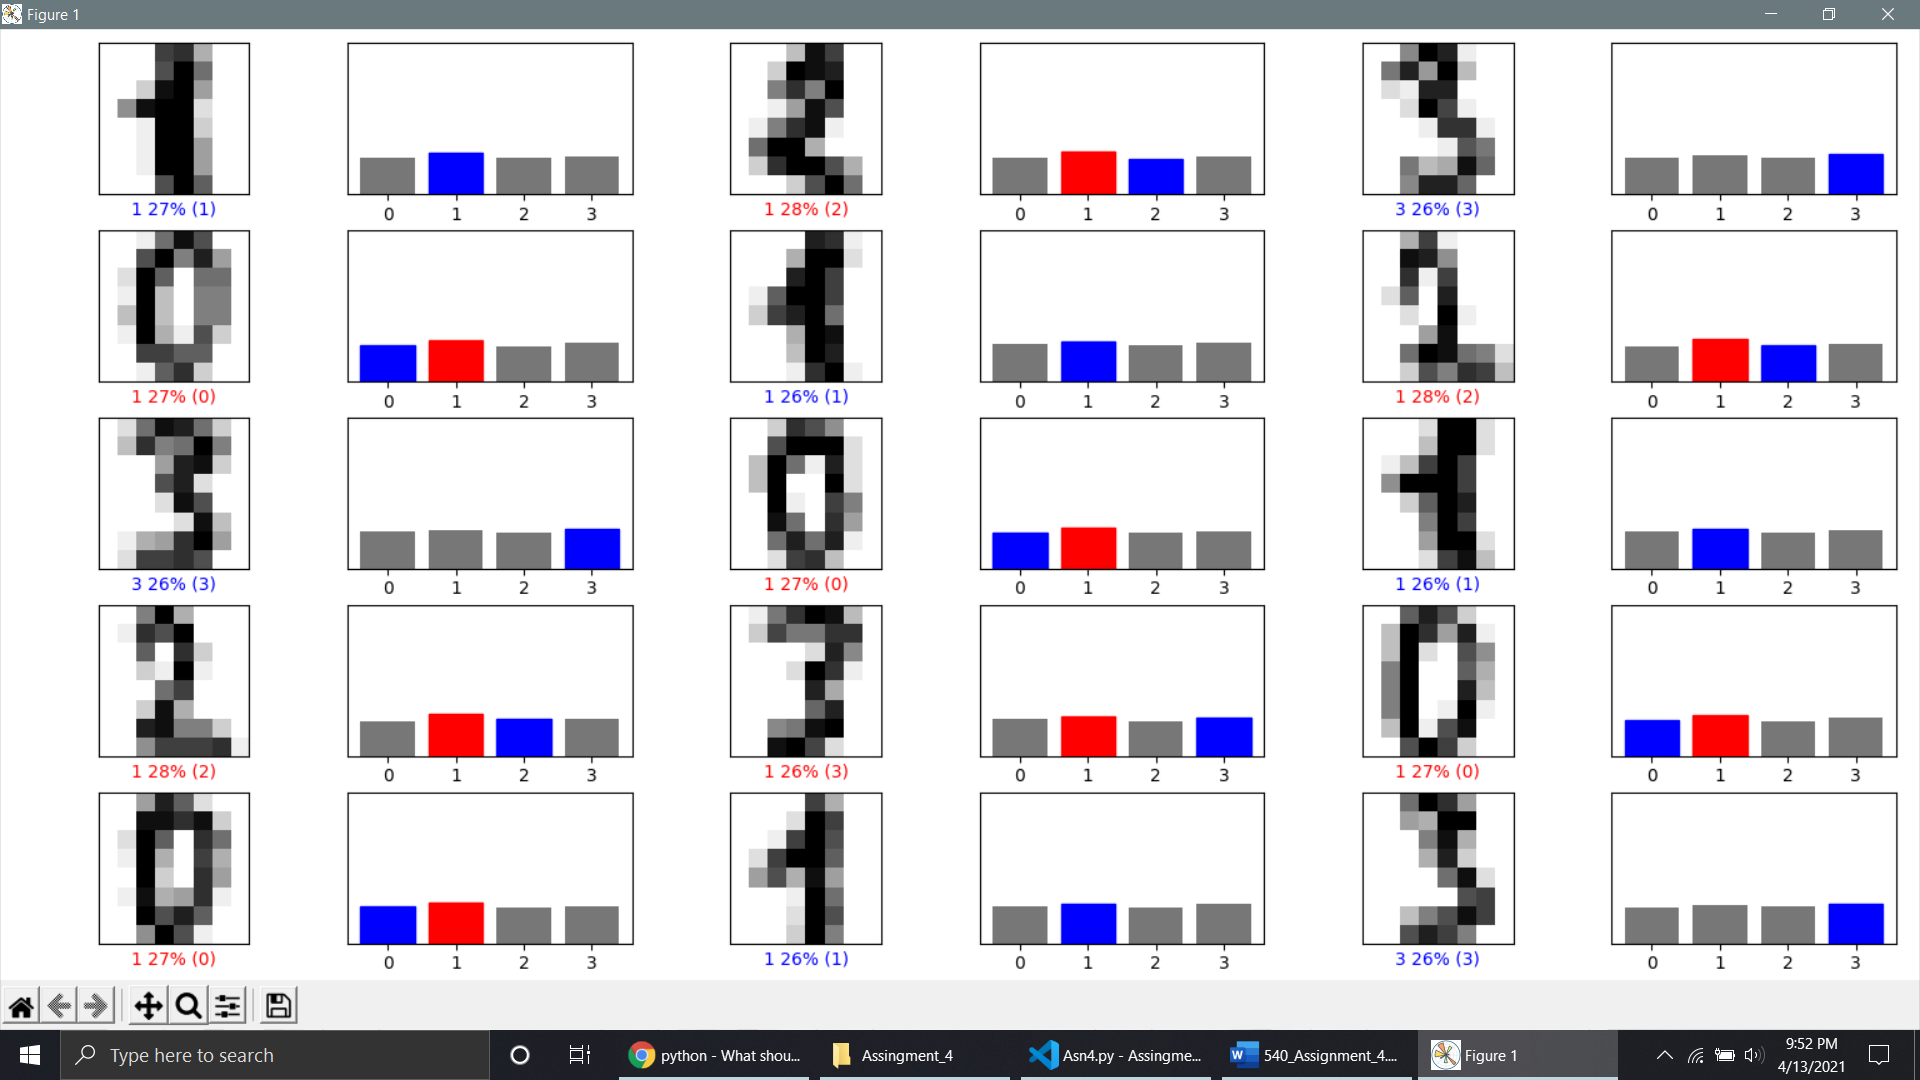 Figure 1
1 27% (1)
0 1 2 3
1 28% (2)
0 1 2 3
3 26% (3)
0 1 2 3
1 27% (0)
0 1 2 3
1 26% (1)
0 1 2 3
1 28% (2)
0 1 2 3
3 26% (3)
0 1 2 3
1 27% (0)
0 1 2 3
1 26% (1)
0 1 2 3
1 28% (2)
0 1 2 3
1 26% (3)
0 1 2 3
1 27% (0)
0 1 2 3
1 27% (0)
0 1 2 3
1 26% (1)
0 1 2 3
3 26% (3)
0 1 2 3
Type here to search
python - What shou...
Assingment_4
Asn4.py - Assingme...
540_Assignment_4....
Figure 1
9:52 PM
4/13/2021